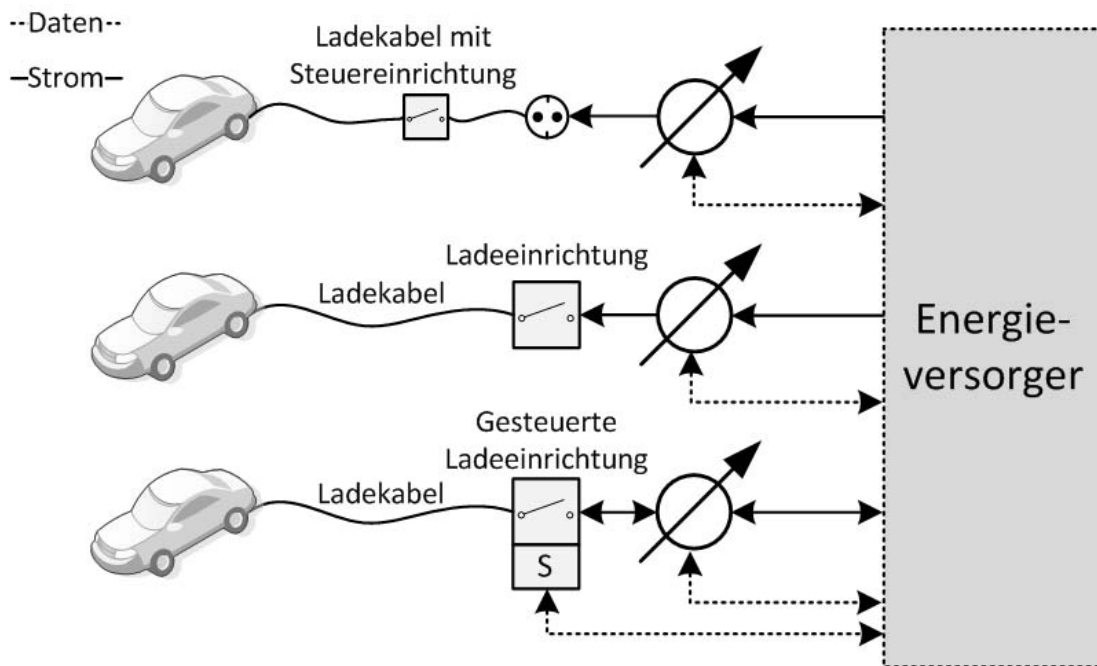 Daten
Strom
Ladekabel mit
Steuereinrichtung
Ladeeinrichtung
Ladekabel
Energie-
versorger
Gesteuerte
Ladeeinrichtung
Ladekabel
S